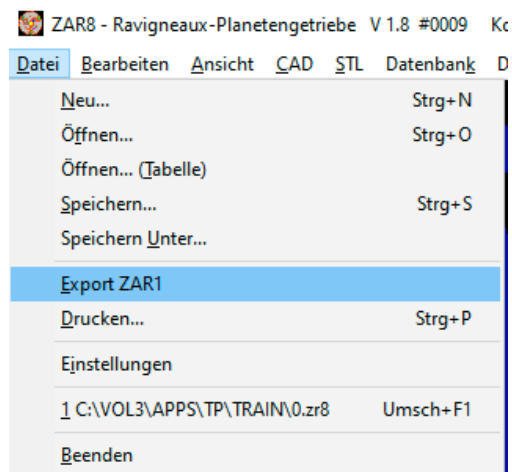 ZAR8 - Ravigneaux-Planetengetriebe V 1.8 #0009
Datei Bearbeiten Ansicht CAD STL Datenbank
Neu... Strg+N
Öffnen... Strg+O
Öffnen... (Tabelle)
Speichern... Strg+S
Speichern Unter...
Export ZAR1
Drucken... Strg+P
Einstellungen
1 C:\VOL3\APPS\TP\TRAIN\0.zr8 Umsch+F1
Beenden